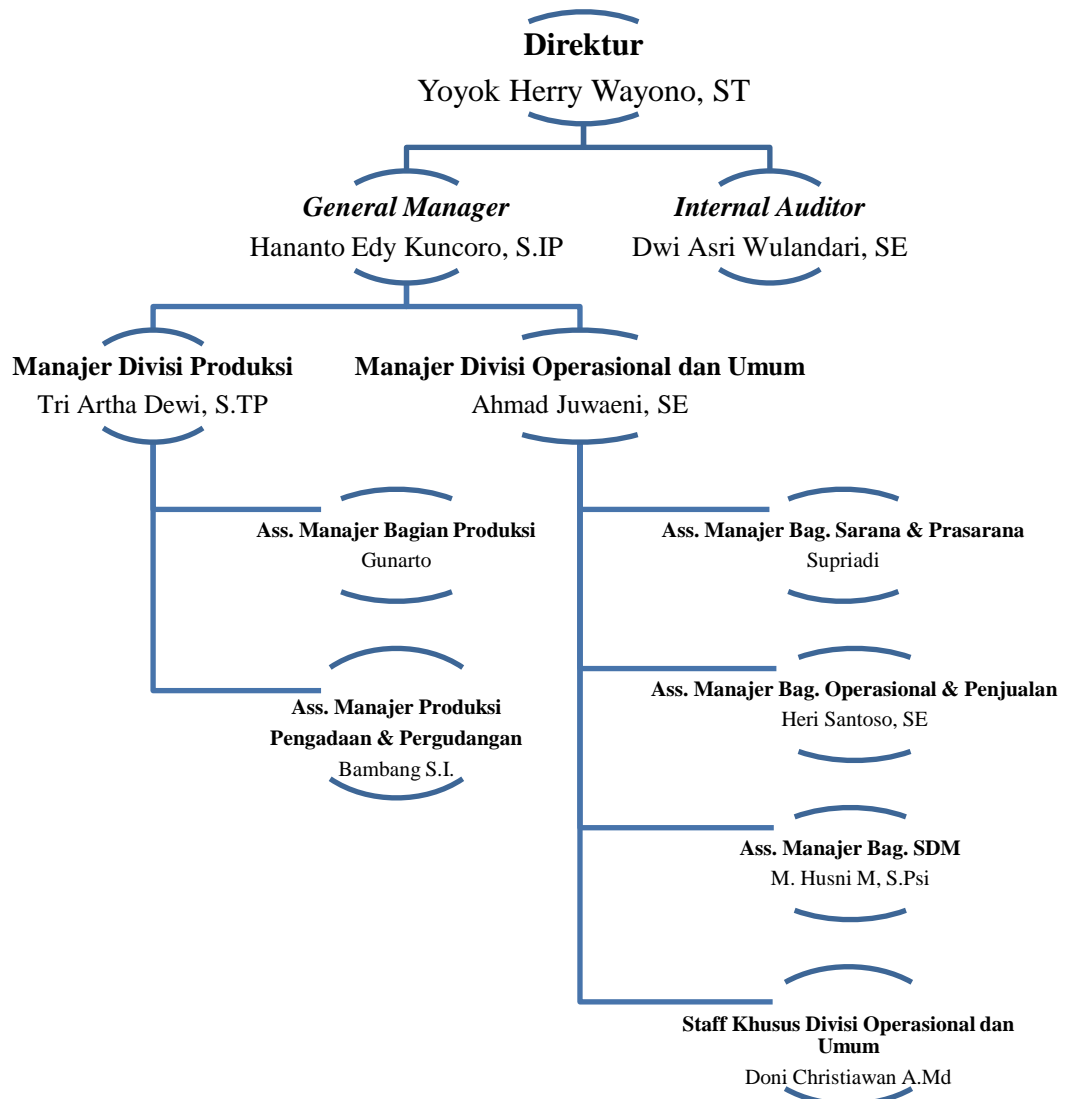 Direktur
Yoyok Herry Wayono, ST
General Manager
Hananto Edy Kuncoro, S.IP
Internal Auditor
Dwi Asri Wulandari, SE
Manajer Divisi Produksi
Tri Artha Dewi, S.TP
Manajer Divisi Operasional dan Umum
Ahmad Juwaeni, SE
Ass. Manajer Bagian Produksi
Gunarto
Ass. Manajer Produksi
Pengadaan & Pergudangan
Bambang S.I.
Ass. Manajer Bag. Sarana & Prasarana
Supriadi
Ass. Manajer Bag. Operasional & Penjualan
Heri Santoso, SE
Ass. Manajer Bag. SDM
M. Husni M, S.Psi
Staff Khusus Divisi Operasional dan
Umum
Doni Christiawan A.Md